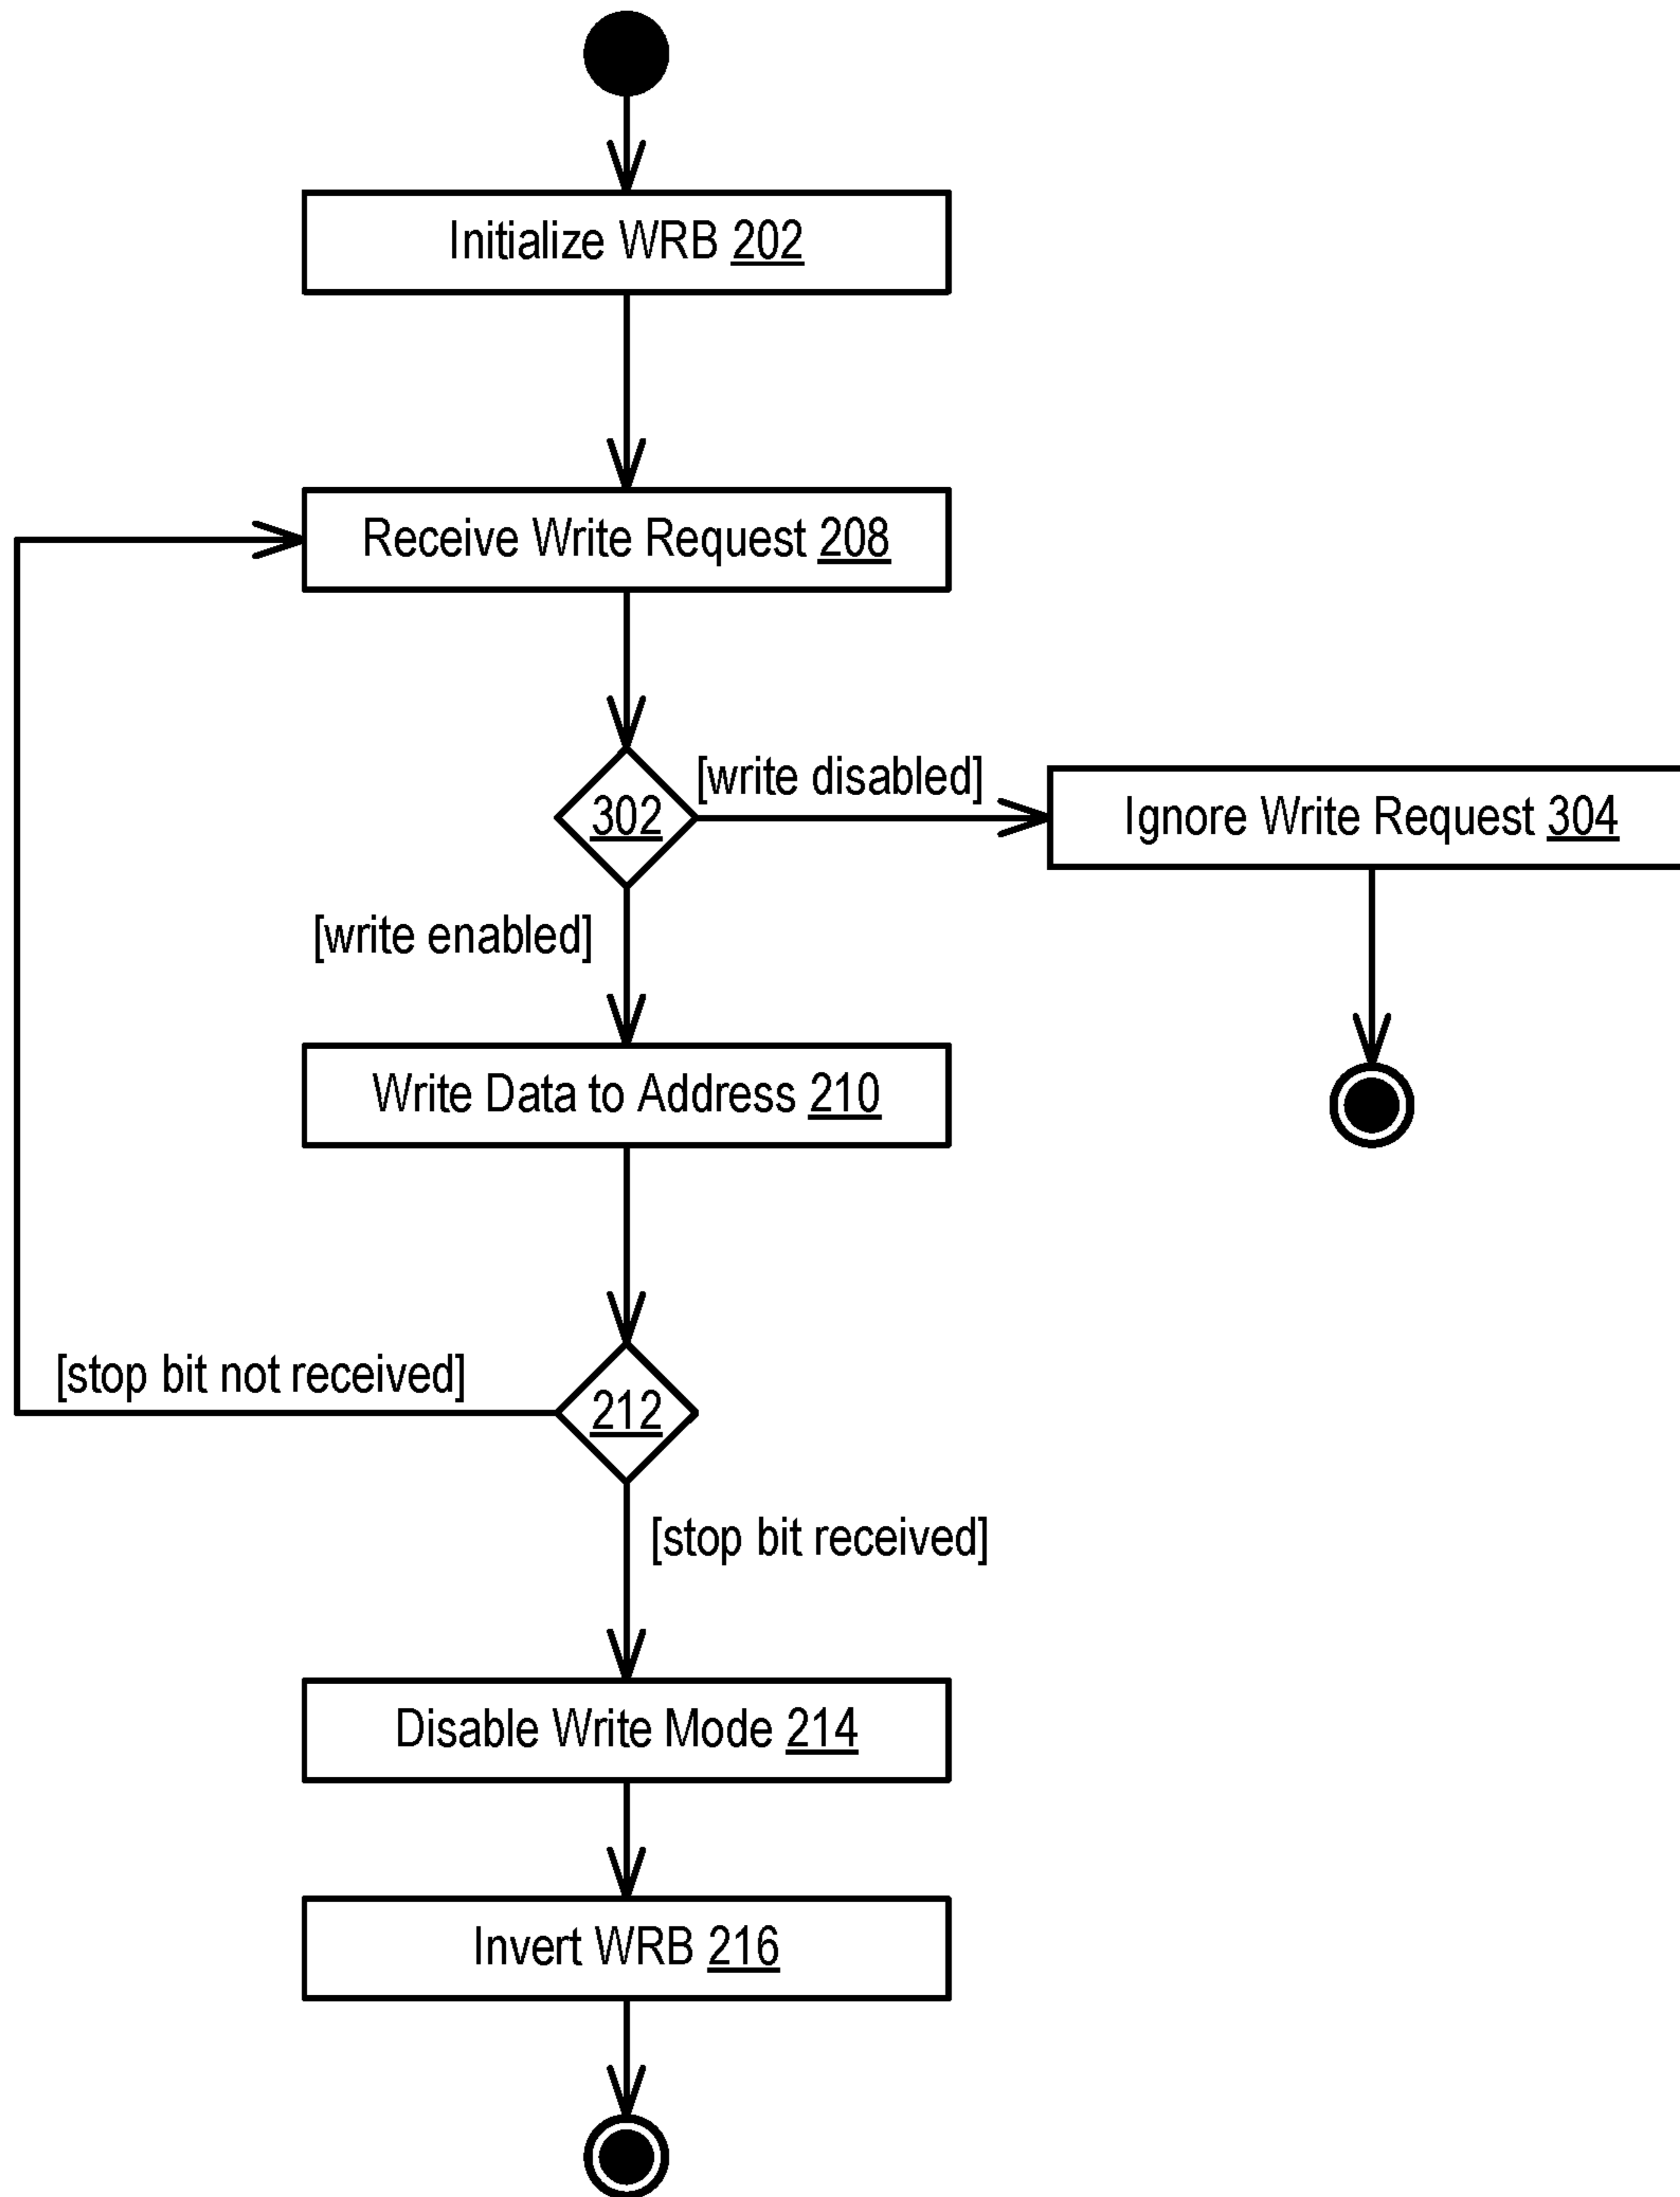 Initialize WRB 202
Receive Write Request 208
[write disabled]
302
Ignore Write Request 304
[write enabled]
Write Data to Address 210
[stop bit not received]
212
[stop bit received]
Disable Write Mode 214
Invert WRB 216